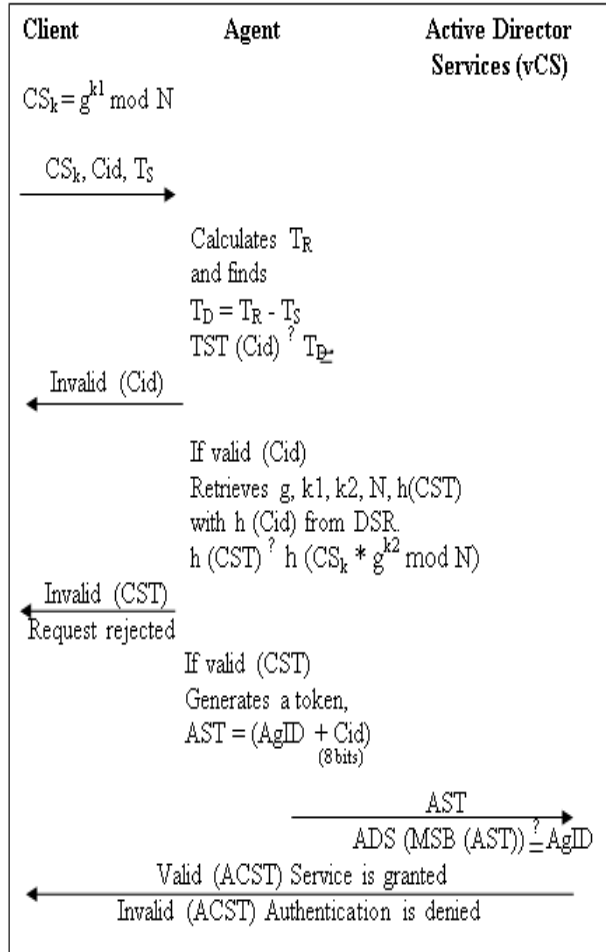 Client Agent Active Director
Services (vCS)
CSk = g^k1 mod N
CSk, Cid, TS
Calculates TR
and finds
TD = TR - TS
TST (Cid) ≟ TD
Invalid (Cid)
If valid (Cid)
Retrieves g, k1, k2, N, h(CST)
with h (Cid) from DSR.
h (CST) ? h (CSk * g^k2 mod N)
Invalid (CST)
Request rejected
If valid (CST)
Generates a token,
AST = (AgID + Cid)
(8 bits)
AST
ADS (MSB (AST)) ≟ AgID
Valid (ACST) Service is granted
Invalid (ACST) Authentication is denied